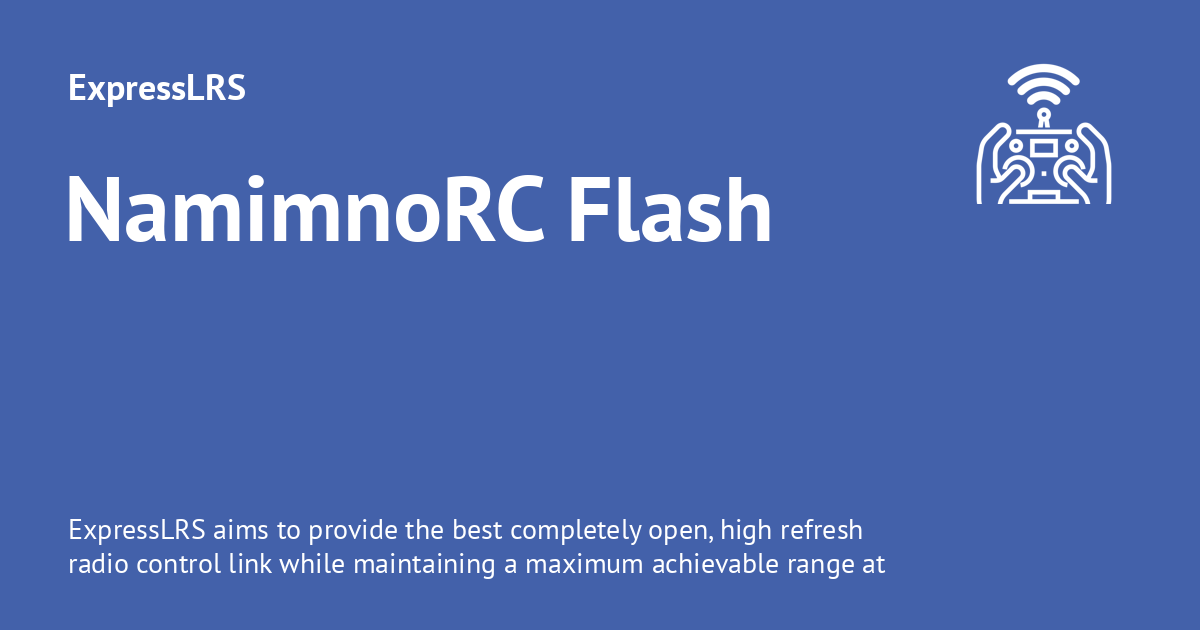 ExpressLRS
NamimnoRC Flash
ExpressLRS aims to provide the best completely open, high refresh
radio control link while maintaining a maximum achievable range at